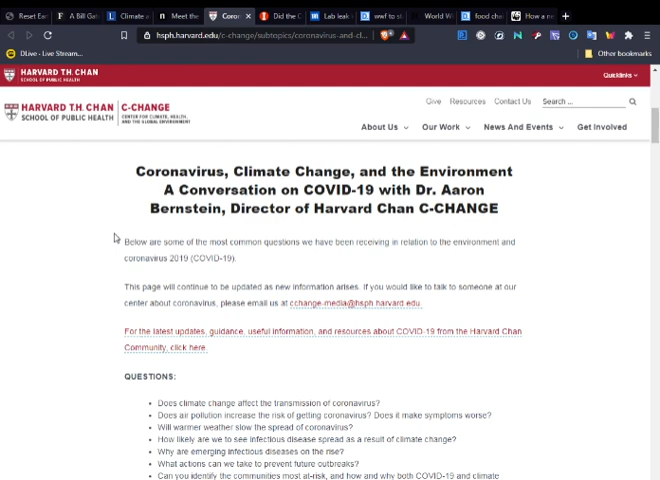 Reset Ear
A Bill Gat
Climate a
Meet the
Coron
Did the C
Lab leak
wwf to s
World W
food cha
How a ne
hsph.harvard.edu/c-change/subtopics/coronavirus-and-cl...
DLive - Live Stream...
Other bookmarks
HARVARD T.H. CHAN
SCHOOL OF PUBLIC HEALTH
Quicklinks
HARVARD T.H. CHAN
SCHOOL OF PUBLIC HEALTH
C-CHANGE
CENTER FOR CLIMATE, HEALTH,
AND THE GLOBAL ENVIRONMENT
Give Resources Contact Us Search ...
About Us Our Work News And Events Get Involved
Coronavirus, Climate Change, and the Environment
A Conversation on COVID-19 with Dr. Aaron
Bernstein, Director of Harvard Chan C-CHANGE
Below are some of the most common questions we have been receiving in relation to the environment and
coronavirus 2019 (COVID-19).
This page will continue to be updated as new information arises. If you would like to talk to someone at our
center about coronavirus, please email us at cchange-media@hsph.harvard.edu.
For the latest updates, guidance, useful information, and resources about COVID-19 from the Harvard Chan
Community, click here.
QUESTIONS:
• Does climate change affect the transmission of coronavirus?
• Does air pollution increase the risk of getting coronavirus? Does it make symptoms worse?
• Will warmer weather slow the spread of coronavirus?
• How likely are we to see infectious disease spread as a result of climate change?
• Why are emerging infectious diseases on the rise?
• What actions can we take to prevent future outbreaks?
• Can you identify the communities most at-risk, and how and why both COVID-19 and climate